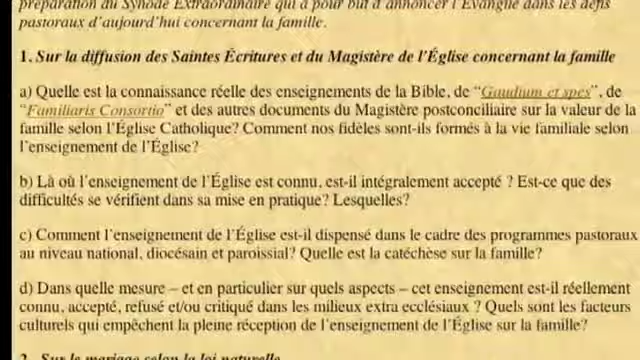 préparation du Synode Extraordinaire qui a pour but d'annoncer l'Évangile dans les défis
pastoraux d'aujourd'hui concernant la famille.
1. Sur la diffusion des Saintes Écritures et du Magistère de l'Église concernant la famille
a) Quelle est la connaissance réelle des enseignements de la Bible, de “Gaudium et spes”, de
“Familiaris Consortio” et des autres documents du Magistère postconciliaire sur la valeur de la
famille selon l'Église Catholique? Comment nos fidèles sont-ils formés à la vie familiale selon
l'enseignement de l'Église?
b) Là où l'enseignement de l'Église est connu, est-il intégralement accepté ? Est-ce que des
difficultés se vérifient dans sa mise en pratique? Lesquelles?
c) Comment l'enseignement de l'Église est-il dispensé dans le cadre des programmes pastoraux
au niveau national, diocésain et paroissial? Quelle est la catéchèse sur la famille?
d) Dans quelle mesure – et en particulier sur quels aspects – cet enseignement est-il réellement
connu, accepté, refusé et/ou critiqué dans les milieux extra ecclésiaux ? Quels sont les facteurs
culturels qui empêchent la pleine réception de l'enseignement de l'Église sur la famille?
2. Sur le mariage selon la loi naturelle